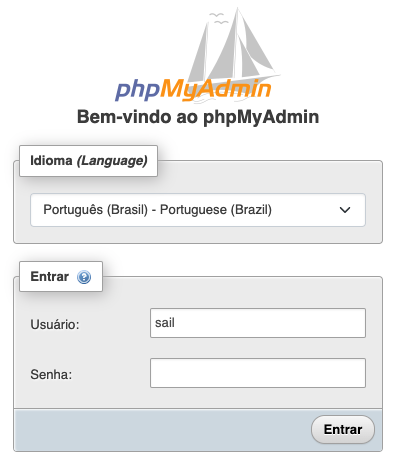 phpMyAdmin
Bem-vindo ao phpMyAdmin
Idioma (Language)
Português (Brasil) - Portuguese (Brazil)
Entrar
Usuário:
sail
Senha:
Entrar